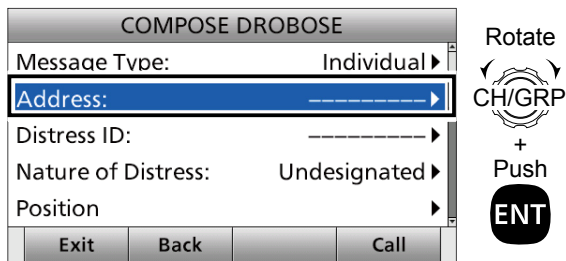 COMPOSE DROBOSE
Message Type: Individual
Address: –––––––––
Distress ID: –––––––––
Nature of Distress: Undesignated
Position
Exit Back Call
Rotate
CH/GRP
+
Push
ENT